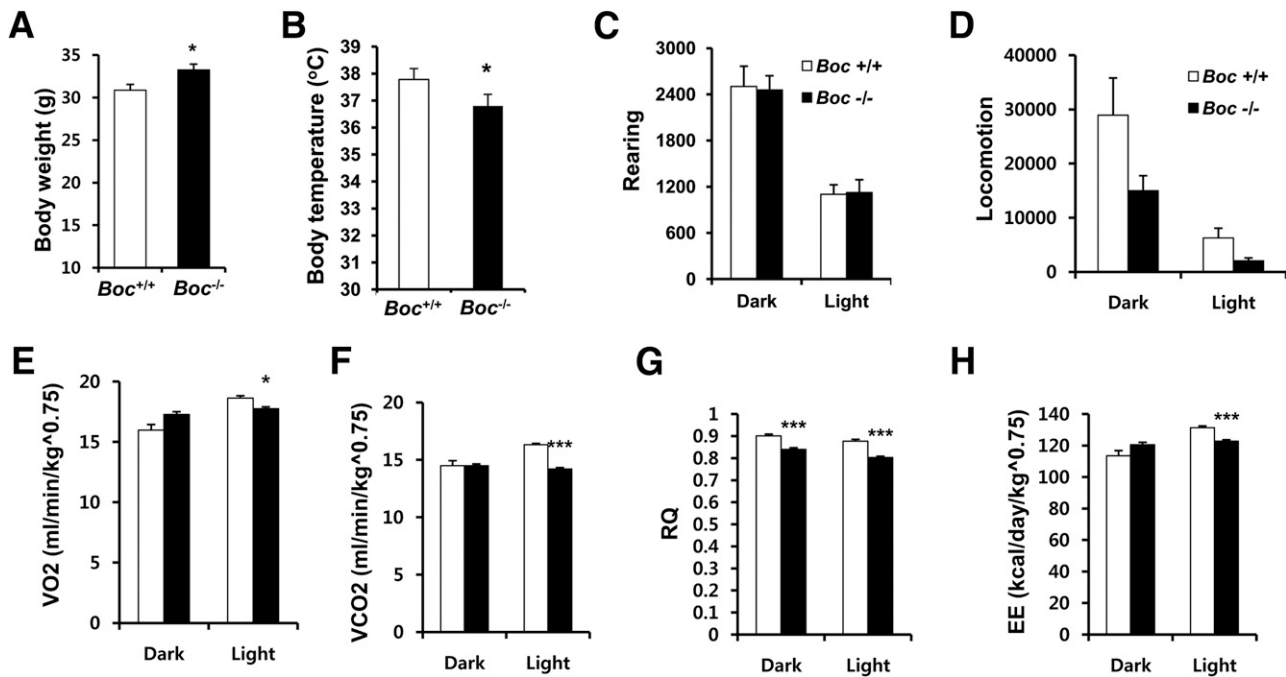 A
Body weight (g)
35
30
25
20
15
10
*
Boc+/+
Boc-/-
B
Body temperature (oC)
39
38
37
36
35
34
33
32
31
30
*
Boc+/+
Boc-/-
C
Rearing
3000
2400
1800
1200
600
0
Boc +/+
Boc -/-
Dark
Light
D
Locomotion
40000
30000
20000
10000
0
Boc +/+
Boc -/-
Dark
Light
E
VO2 (ml/min/kg^0.75)
20
15
10
5
0
*
Dark
Light
F
VCO2 (ml/min/kg^0.75)
20
15
10
5
0
***
Dark
Light
G
RQ
1
0.9
0.8
0.7
0.6
0.5
0.4
0.3
0.2
0.1
0
***
***
Dark
Light
H
EE (kcal/day/kg^0.75)
140
120
100
80
60
40
20
0
***
Dark
Light